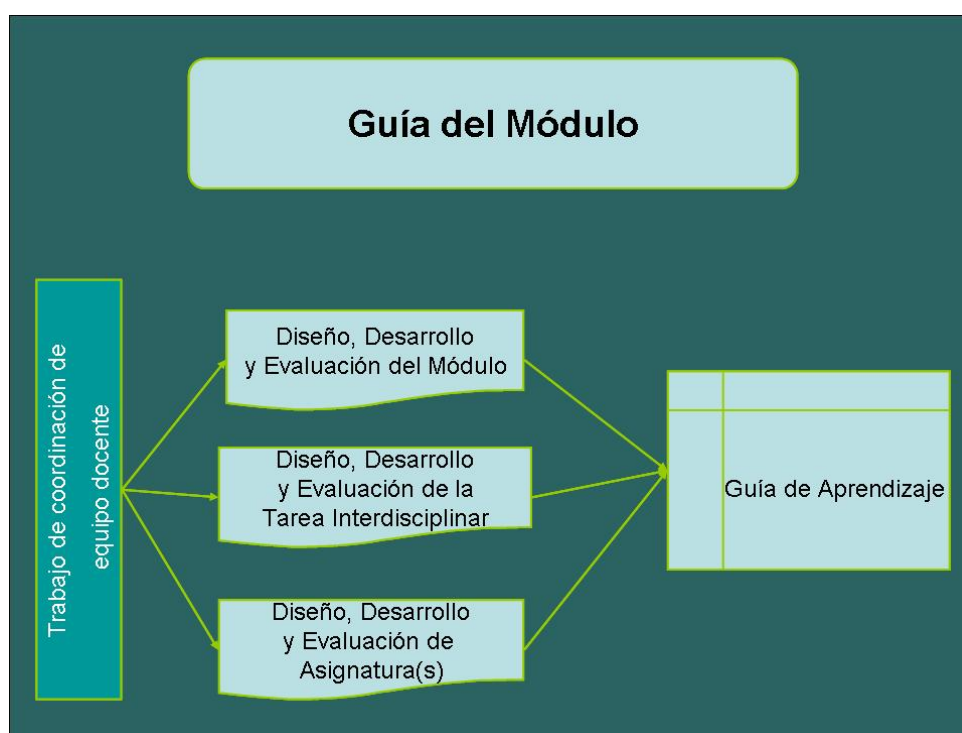 Guía del Módulo
Trabajo de coordinación de
equipo docente
Diseño, Desarrollo
y Evaluación del Módulo
Diseño, Desarrollo
y Evaluación de la
Tarea Interdisciplinar
Diseño, Desarrollo
y Evaluación de
Asignatura(s)
Guía de Aprendizaje